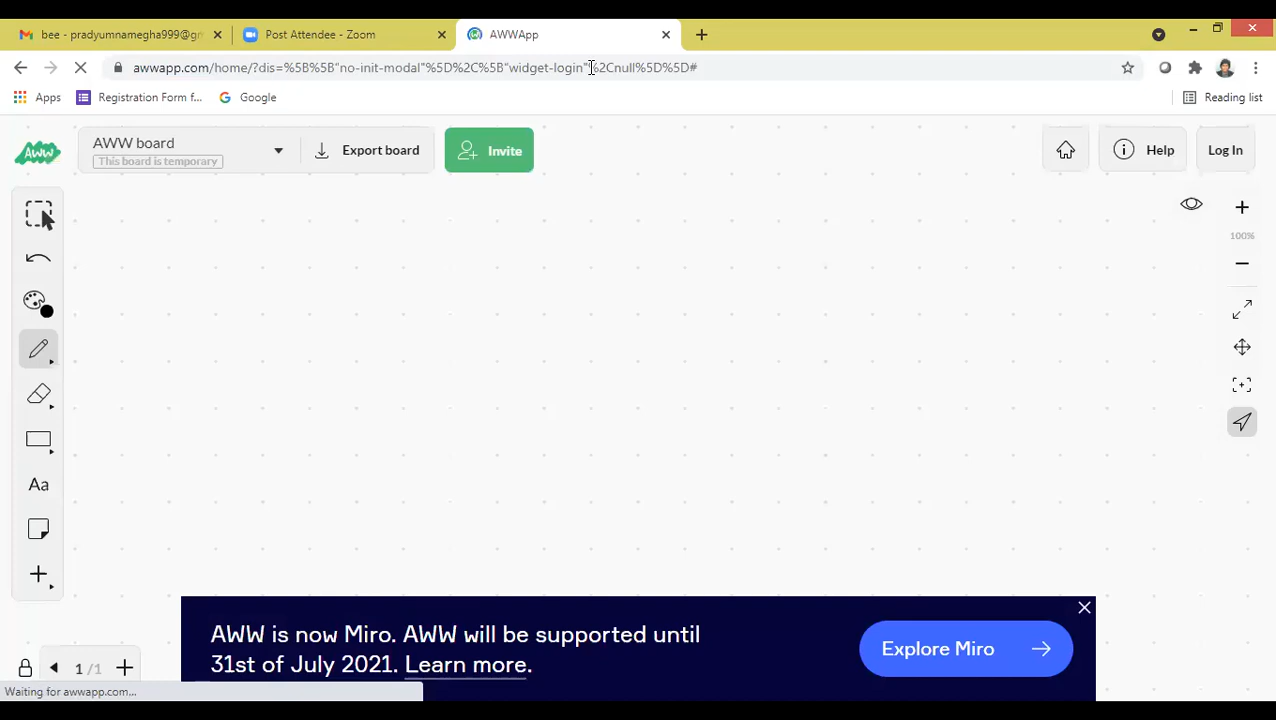 bee - pradyumnamegha999@gm
Post Attendee - Zoom
AWWApp
awwapp.com/home/?dis=%5B%5B"no-init-modal"%5D%2C%5B"widget-login"%2Cnull%5D%5D#
Apps
Registration Form f...
Google
Reading list
AWW
AWW board
This board is temporary
Export board
Invite
Help
Log In
100%
Aa
AWW is now Miro. AWW will be supported until
31st of July 2021. Learn more.
Explore Miro
1 /1
Waiting for awwapp.com...